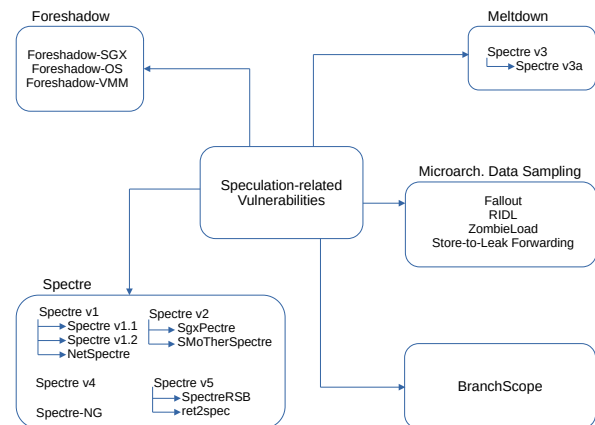 Foreshadow
Foreshadow-SGX
Foreshadow-OS
Foreshadow-VMM
Meltdown
Spectre v3
Spectre v3a
Speculation-related
Vulnerabilities
Microarch. Data Sampling
Fallout
RIDL
ZombieLoad
Store-to-Leak Forwarding
Spectre
Spectre v1
Spectre v1.1
Spectre v1.2
NetSpectre
Spectre v2
SgxPectre
SMoTherSpectre
Spectre v4
Spectre-NG
Spectre v5
SpectreRSB
ret2spec
BranchScope